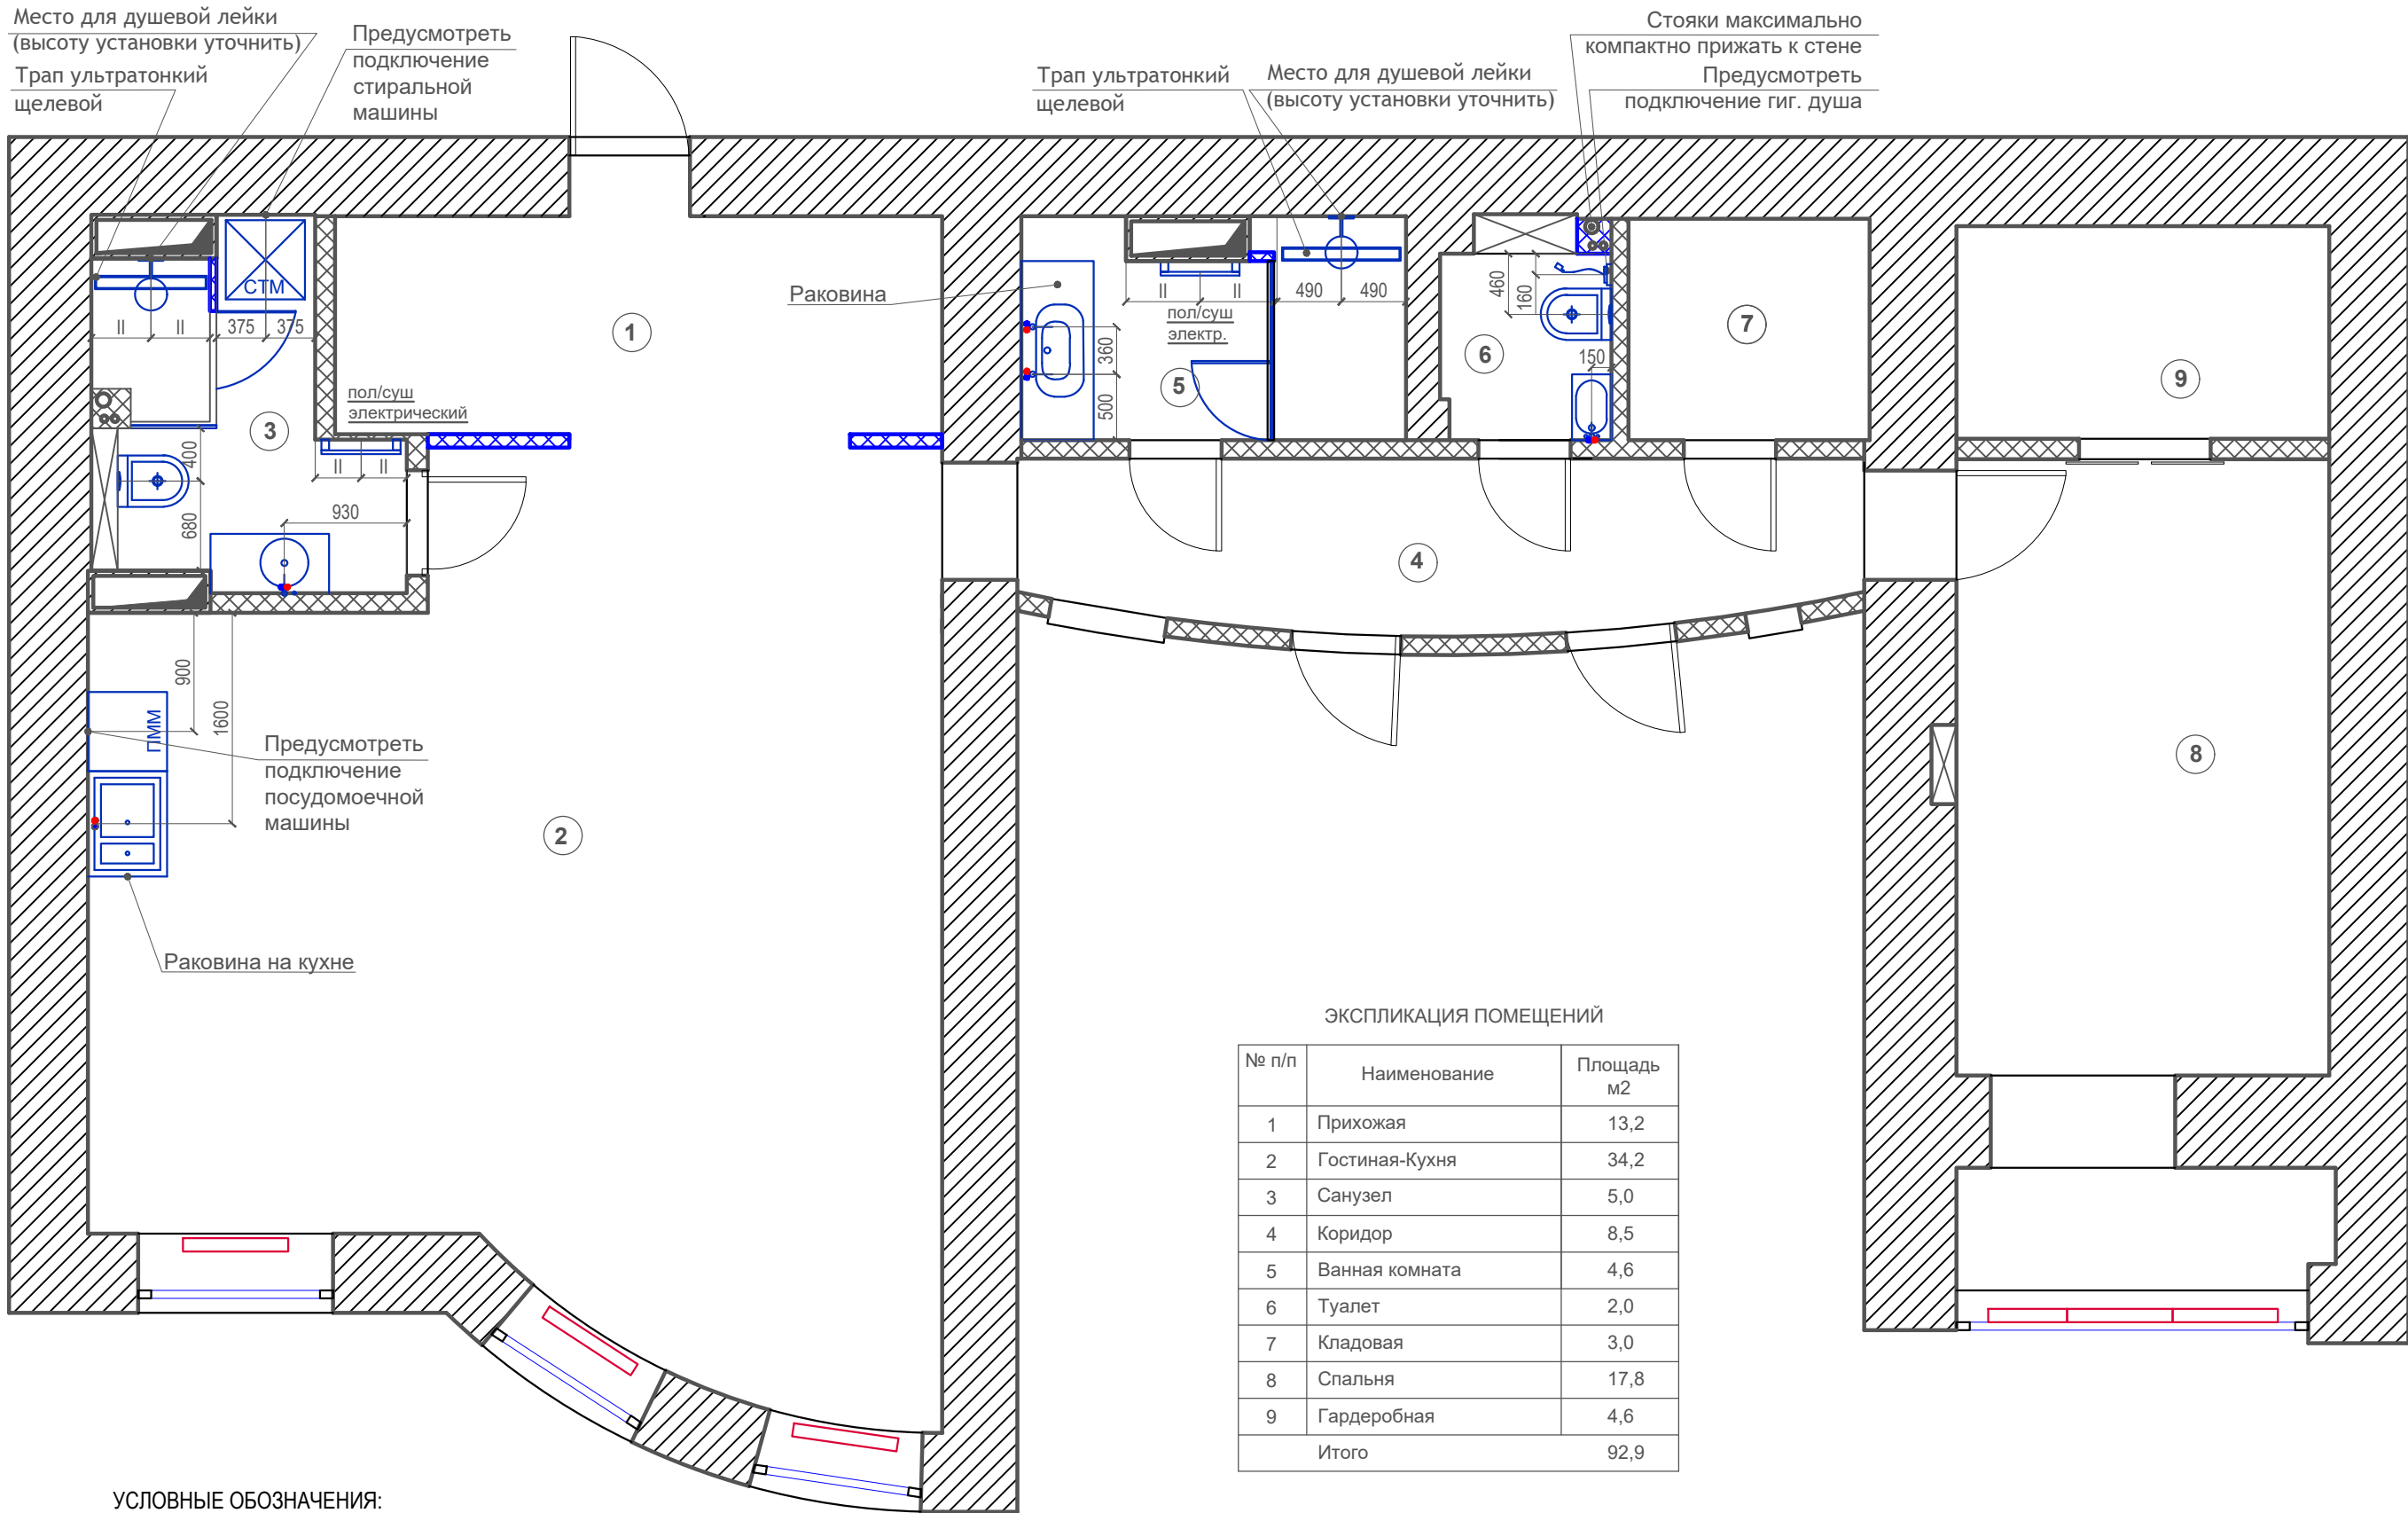 Место для душевой лейки
(высоту установки уточнить)
Трап ультратонкий
щелевой
Предусмотреть
подключение
стиральной
машины
Трап ультратонкий
щелевой
Место для душевой лейки
(высоту установки уточнить)
Стояки максимально
компактно прижать к стене
Предусмотреть
подключение гиг. душа
СТМ
II II 375 375
1
Раковина
II II 490 490
пол/суш
электр.
360
500
5
460
160
6
150
7
9
пол/суш
электрический
3
400
680
II II
930
4
900
1600
ПММ
Предусмотреть
подключение
посудомоечной
машины
2
8
Раковина на кухне
ЭКСПЛИКАЦИЯ ПОМЕЩЕНИЙ
№ п/п Наименование Площадь
м2
1 Прихожая 13,2
2 Гостиная-Кухня 34,2
3 Санузел 5,0
4 Коридор 8,5
5 Ванная комната 4,6
6 Туалет 2,0
7 Кладовая 3,0
8 Спальня 17,8
9 Гардеробная 4,6
Итого 92,9
УСЛОВНЫЕ ОБОЗНАЧЕНИЯ: